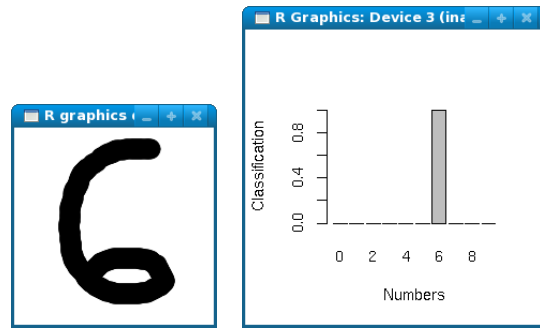 R Graphics: Device 3 (ina
R graphics
6
Classification
0.8
0.4
0.0
0 2 4 6 8
Numbers